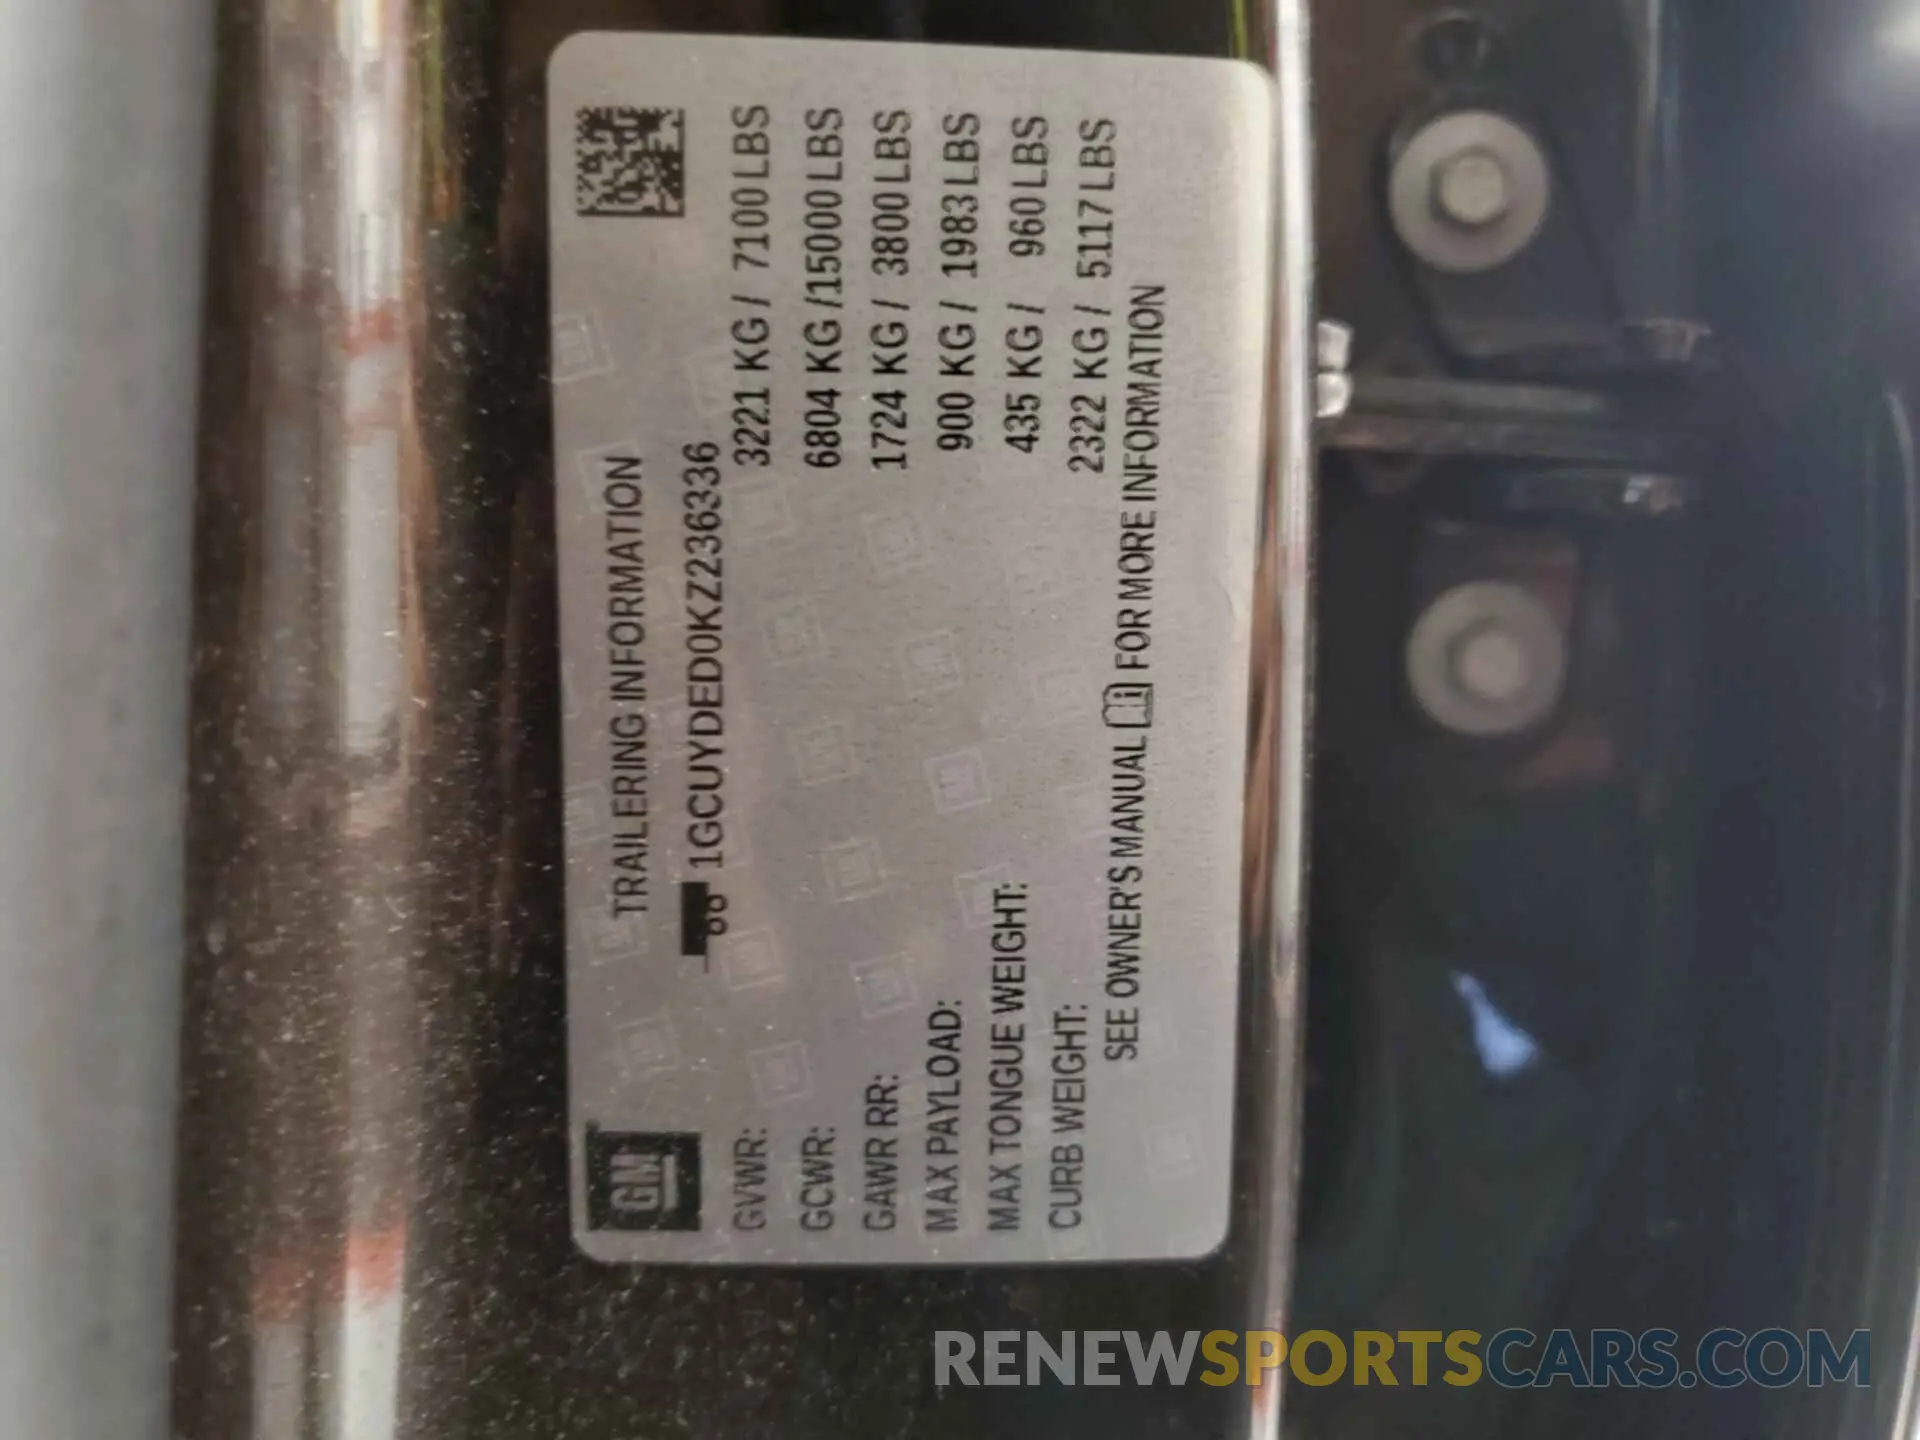 GM
TRAILERING INFORMATION
1GCUYDED0KZ236336
GVWR: 3221 KG / 7100 LBS
GCWR: 6804 KG / 15000 LBS
GAWR RR: 1724 KG / 3800 LBS
MAX PAYLOAD: 900 KG / 1983 LBS
MAX TONGUE WEIGHT: 435 KG / 960 LBS
CURB WEIGHT: 2322 KG / 5117 LBS
SEE OWNER'S MANUAL i FOR MORE INFORMATION
RENEWSPORTSCARS.COM